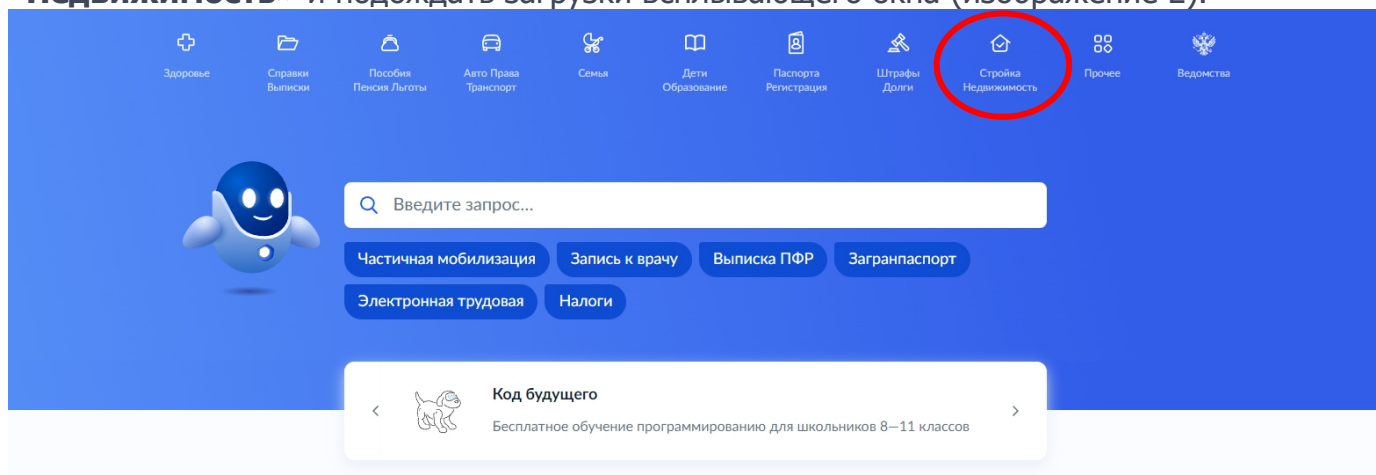 Недвижимость» и подождать загрузки всплывающего окна (изображение 2).
Здоровье
Справки
Выписки
Пособия
Пенсия Льготы
Авто Права
Транспорт
Семья
Дети
Образование
Паспорта
Регистрация
Штрафы
Долги
Стройка
Недвижимость
Прочее
Ведомства
Введите запрос...
Частичная мобилизация Запись к врачу Выписка ПФР Загранпаспорт
Электронная трудовая Налоги
Код будущего
Бесплатное обучение программированию для школьников 8—11 классов